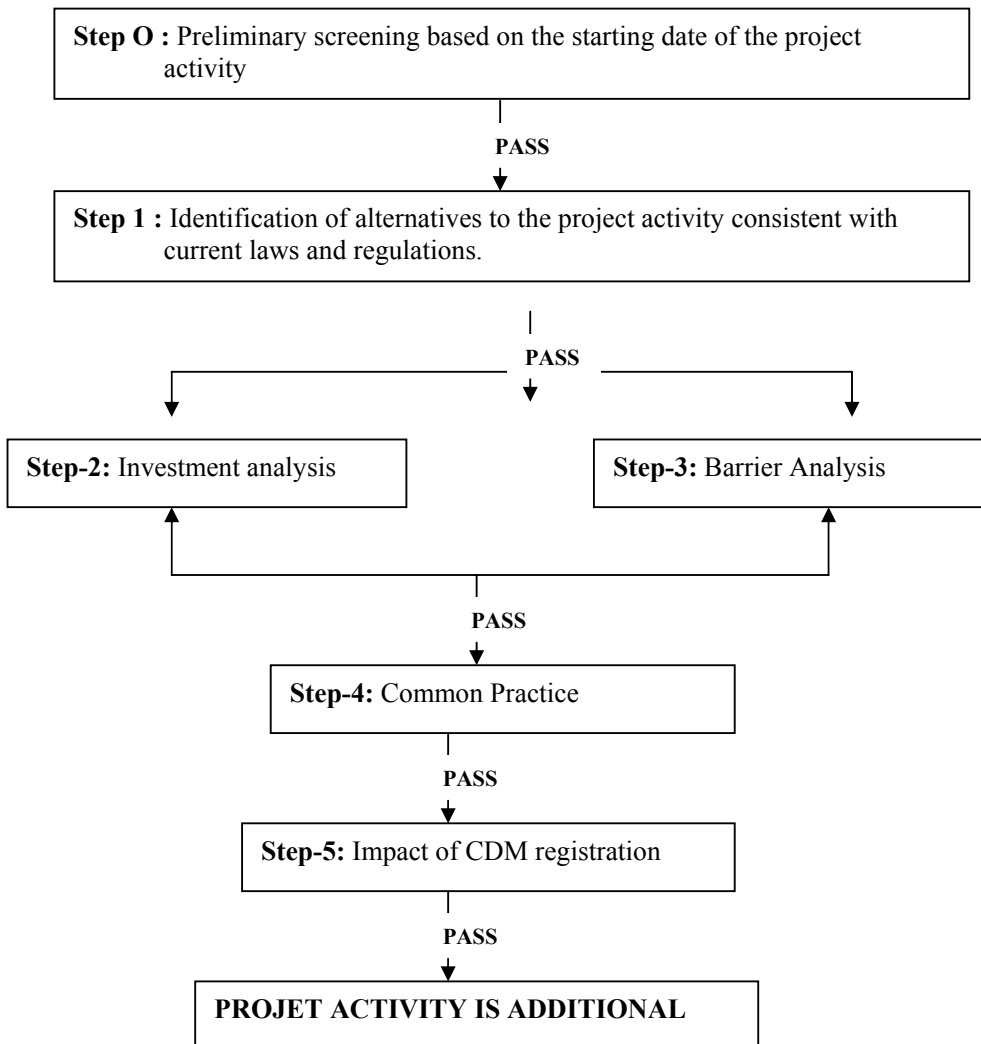 Step O : Preliminary screening based on the starting date of the project
activity
PASS
Step 1 : Identification of alternatives to the project activity consistent with
current laws and regulations.
PASS
Step-2: Investment analysis
Step-3: Barrier Analysis
PASS
Step-4: Common Practice
PASS
Step-5: Impact of CDM registration
PASS
PROJET ACTIVITY IS ADDITIONAL